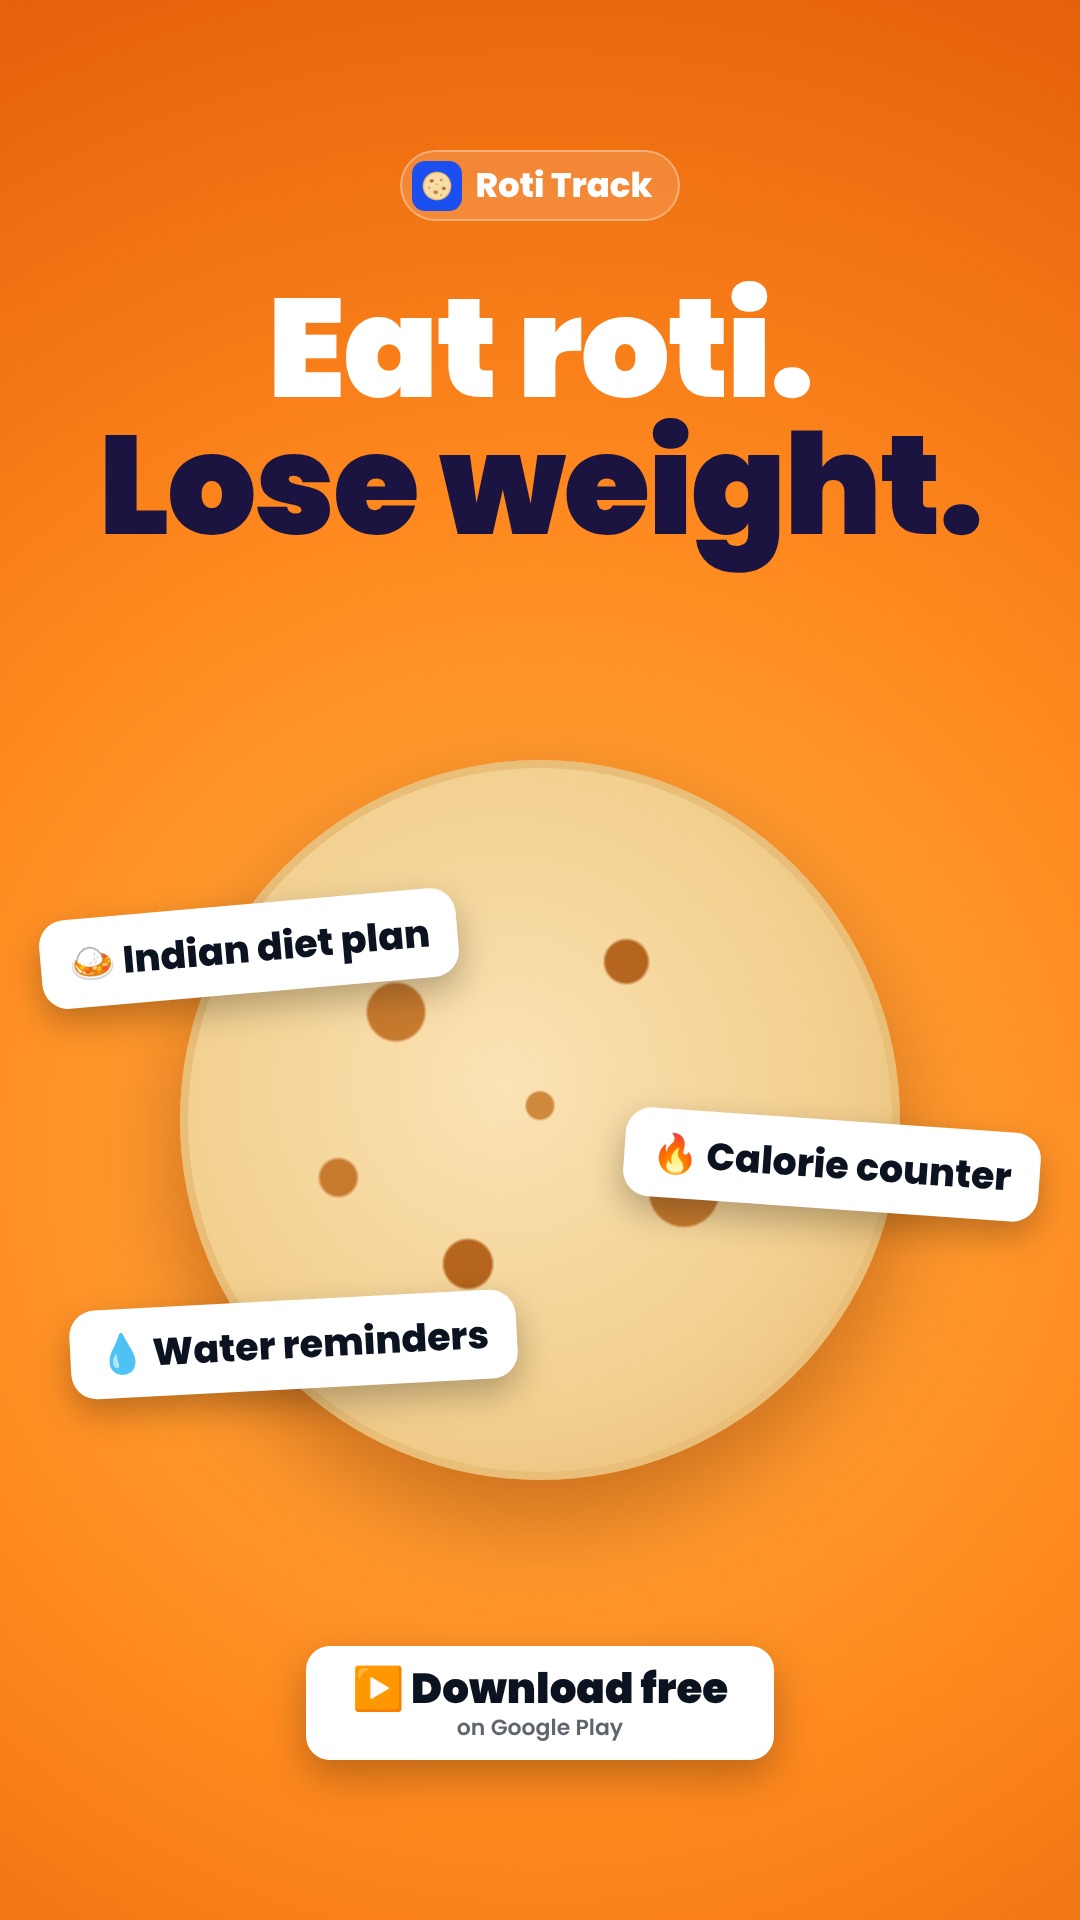 Roti Track
Eat roti.
Lose weight.
Indian diet plan
Calorie counter
Water reminders
Download free
on Google Play